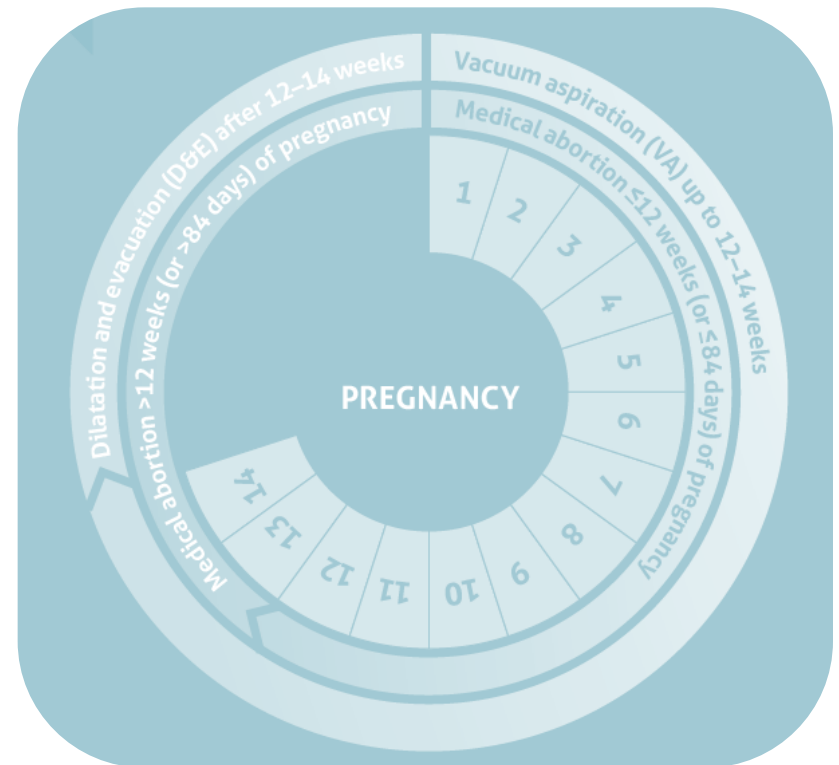 Dilatation and evacuation (D&E) after 12–14 weeks
Vacuum aspiration (VA) up to 12–14 weeks
Medical abortion >12 weeks (or >84 days) of pregnancy
Medical abortion ≤12 weeks (or ≤84 days) of pregnancy
1
2
3
4
5
6
7
8
9
10
11
12
13
14
PREGNANCY